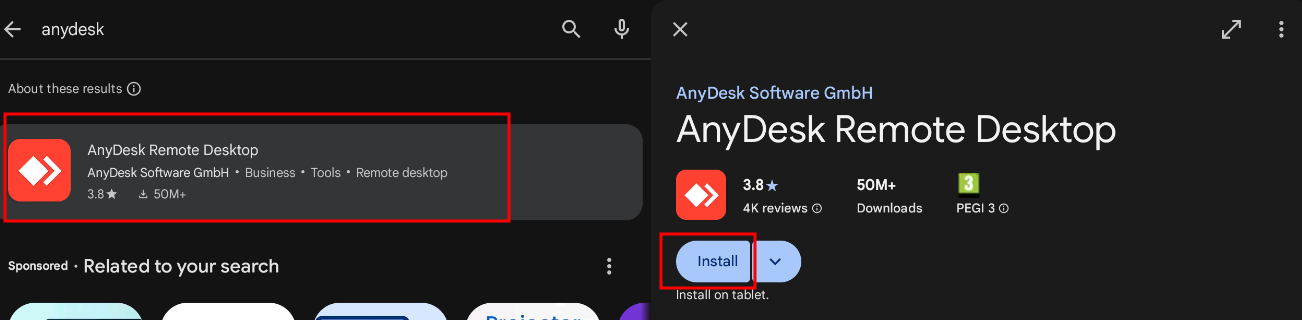 anydesk
About these results
AnyDesk Remote Desktop
AnyDesk Software GmbH • Business • Tools • Remote desktop
3.8★ 50M+
Sponsored · Related to your search
AnyDesk Software GmbH
AnyDesk Remote Desktop
3.8★ 50M+ 3
4K reviews Downloads PEGI 3
Install
Install on tablet.